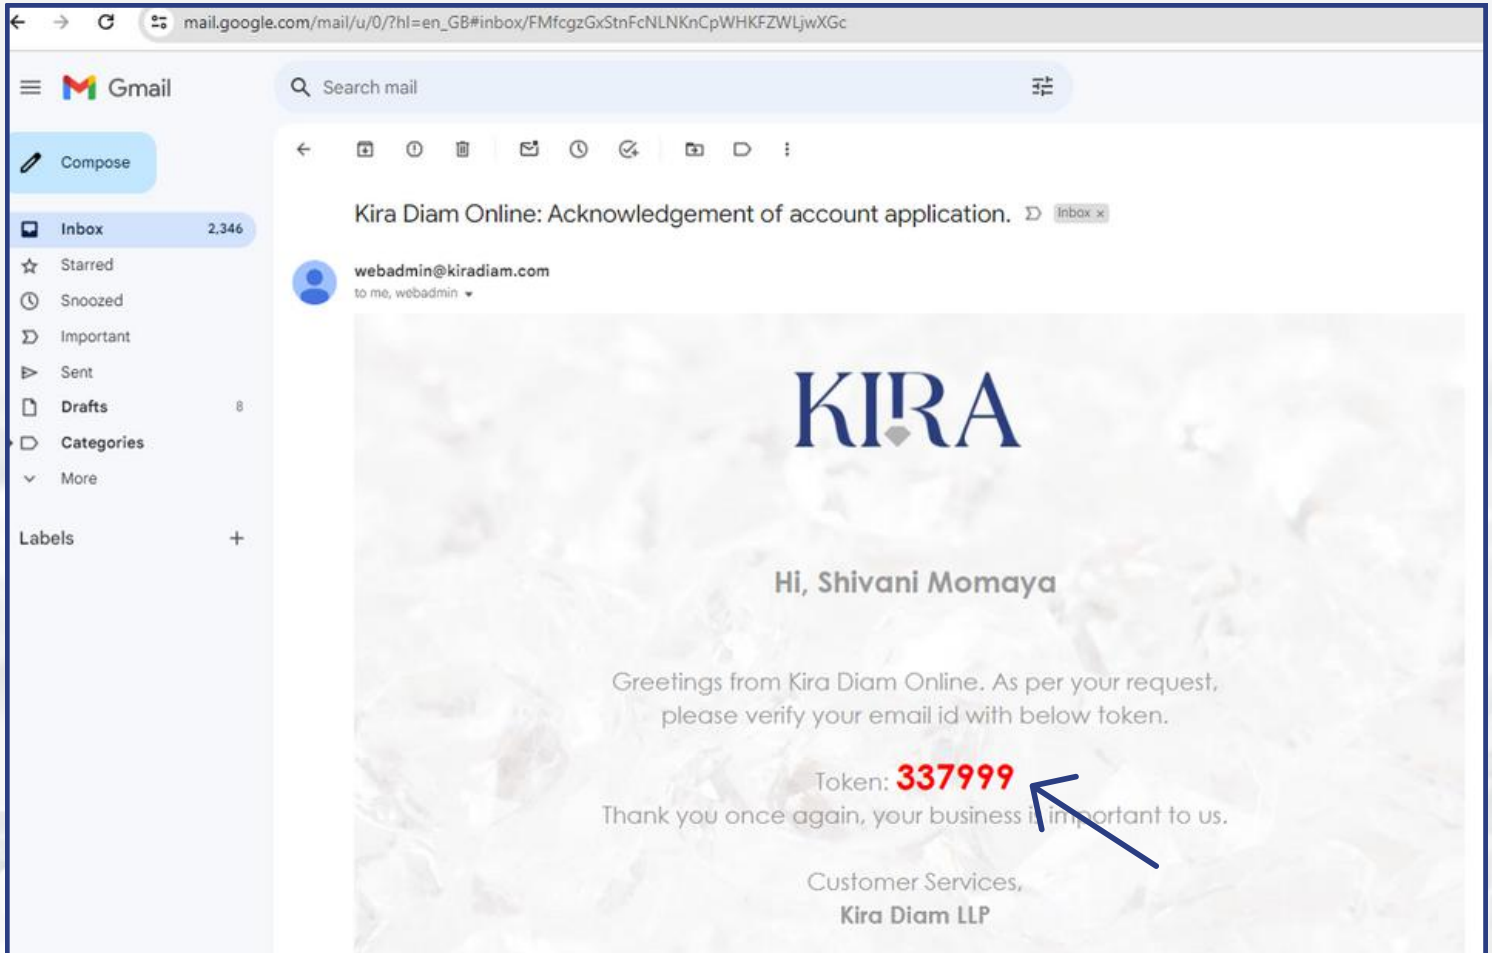 mail.google.com/mail/u/0/?hl=en_GB#inbox/FMfcgzGxStnFcNLNKnCpWHKFZWLjwXGc
Gmail
Search mail
Compose
Kira Diam Online: Acknowledgement of account application. Inbox x
Inbox 2,346
Starred
Snoozed
Important
Sent
Drafts 8
Categories
More
Labels +
webadmin@kiradiam.com
to me, webadmin
KIRA
Hi, Shivani Momaya
Greetings from Kira Diam Online. As per your request,
please verify your email id with below token.
Token: 337999
Thank you once again, your business is important to us.
Customer Services,
Kira Diam LLP